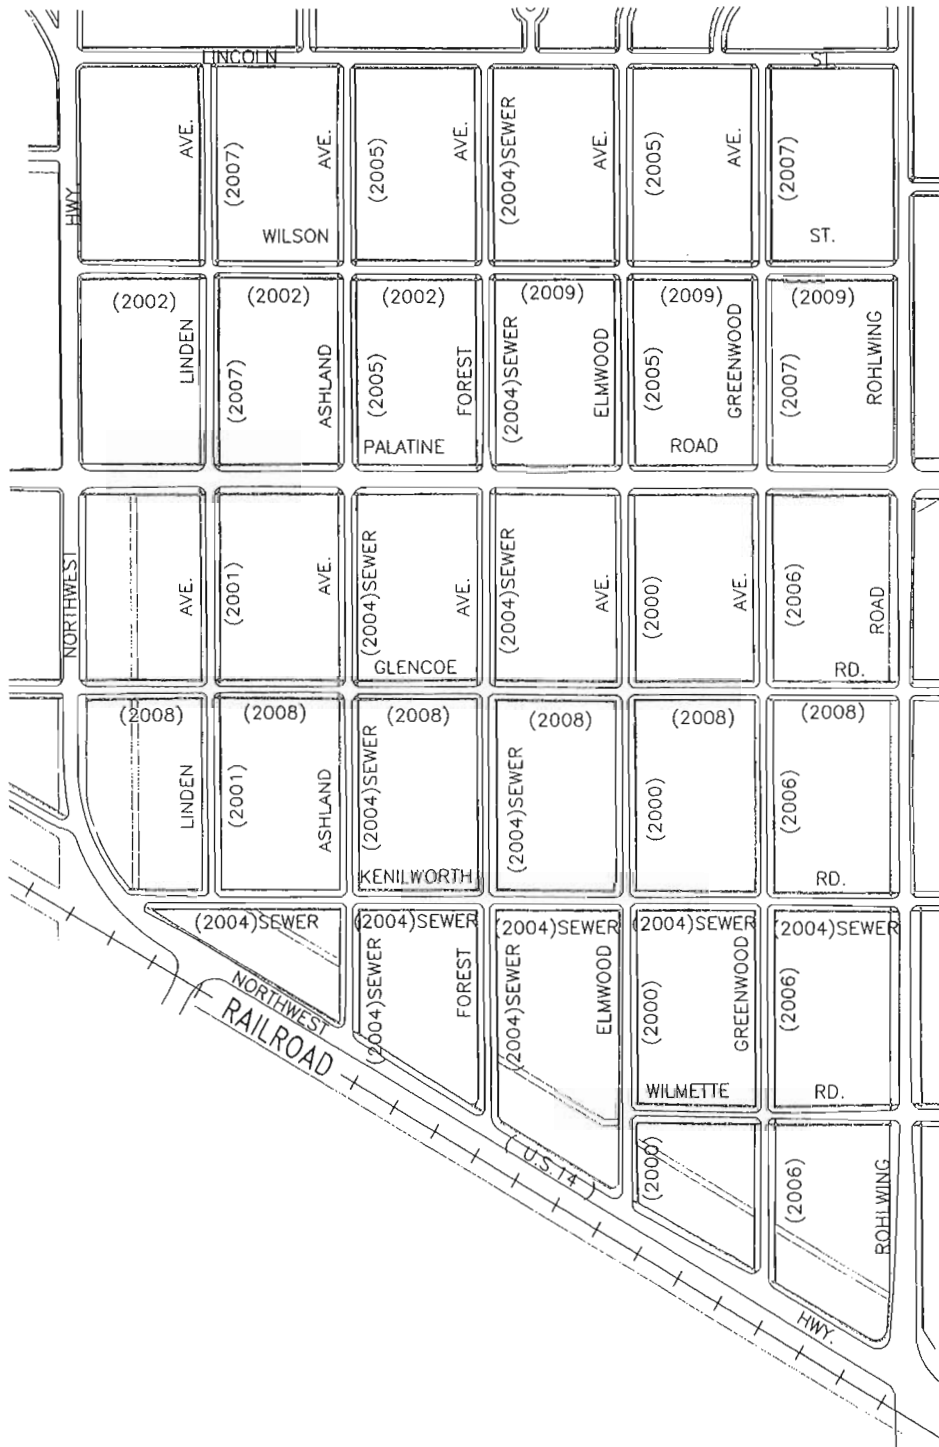 LINCOLN ST.
AVE. AVE. AVE. AVE. AVE.
(2007) (2005) (2004)SEWER (2005) (2007)
HWY.
WILSON ST.
(2002) (2002) (2002) (2009) (2009) (2009)
LINDEN ASHLAND FOREST ELMWOOD GREENWOOD ROHLWING
(2007) (2005) (2004)SEWER (2005) (2007)
PALATINE ROAD
NORTHWEST
AVE. AVE. AVE. AVE. AVE. ROAD
(2001) (2004)SEWER (2004)SEWER (2000) (2006)
GLENCOE RD.
(2008) (2008) (2008) (2008) (2008) (2008)
LINDEN ASHLAND
(2001) (2004)SEWER (2004)SEWER (2000) (2006)
KENILWORTH RD.
(2004)SEWER (2004)SEWER (2004)SEWER (2004)SEWER (2004)SEWER
FOREST ELMWOOD GREENWOOD
(2004)SEWER (2004)SEWER (2000) (2006)
NORTHWEST
RAILROAD
WILMETTE RD.
(2000) (2006) ROHLWING
( U.S.14 )
HWY.